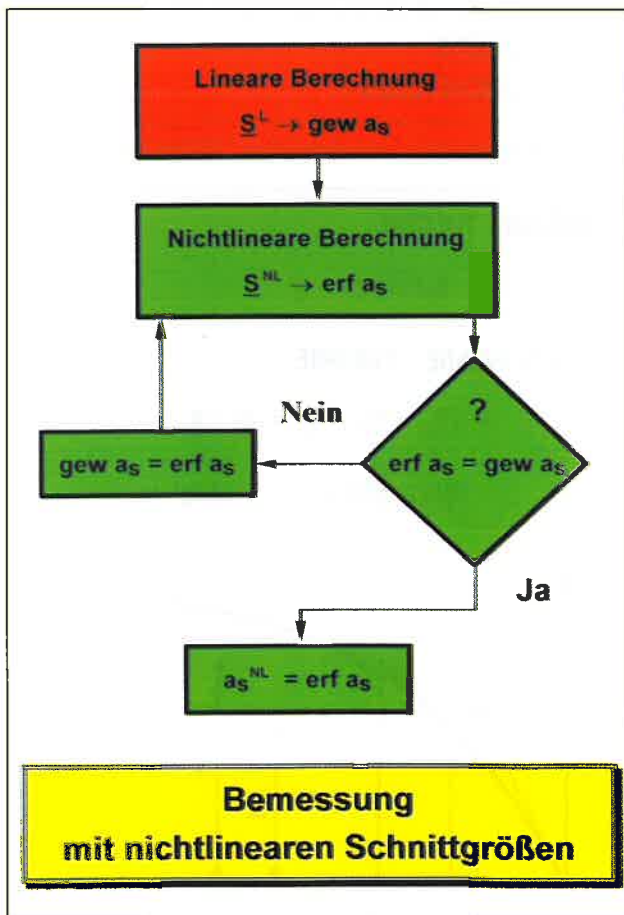 Lineare Berechnung
S^L → gew a_s
Nichtlineare Berechnung
S^NL → erf a_s
?
Nein
gew a_s = erf a_s
erf a_s = gew a_s
Ja
a_s^NL = erf a_s
Bemessung
mit nichtlinearen Schnittgrößen